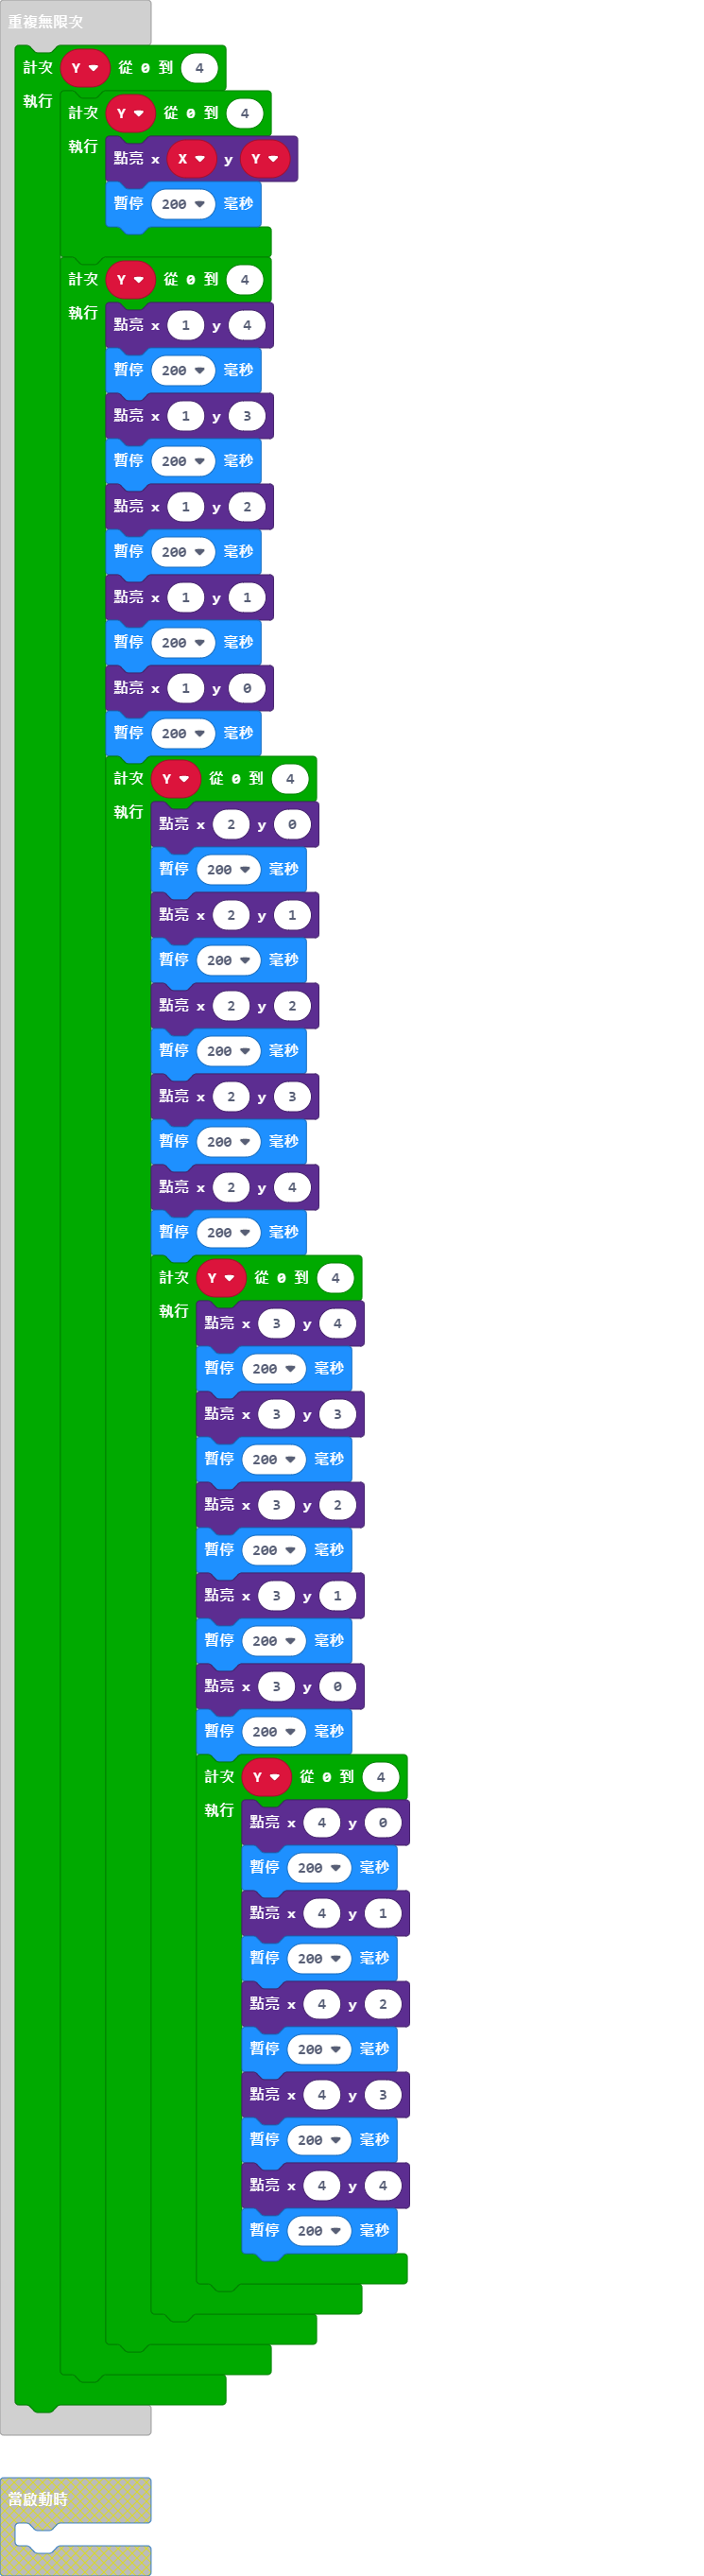 重複無限次
計次 Y 從 0 到 4
執行
計次 Y 從 0 到 4
執行
點亮 x X y Y
暫停 200 毫秒
計次 Y 從 0 到 4
執行
點亮 x 1 y 4
暫停 200 毫秒
點亮 x 1 y 3
暫停 200 毫秒
點亮 x 1 y 2
暫停 200 毫秒
點亮 x 1 y 1
暫停 200 毫秒
點亮 x 1 y 0
暫停 200 毫秒
計次 Y 從 0 到 4
執行
點亮 x 2 y 0
暫停 200 毫秒
點亮 x 2 y 1
暫停 200 毫秒
點亮 x 2 y 2
暫停 200 毫秒
點亮 x 2 y 3
暫停 200 毫秒
點亮 x 2 y 4
暫停 200 毫秒
計次 Y 從 0 到 4
執行
點亮 x 3 y 4
暫停 200 毫秒
點亮 x 3 y 3
暫停 200 毫秒
點亮 x 3 y 2
暫停 200 毫秒
點亮 x 3 y 1
暫停 200 毫秒
點亮 x 3 y 0
暫停 200 毫秒
計次 Y 從 0 到 4
執行
點亮 x 4 y 0
暫停 200 毫秒
點亮 x 4 y 1
暫停 200 毫秒
點亮 x 4 y 2
暫停 200 毫秒
點亮 x 4 y 3
暫停 200 毫秒
點亮 x 4 y 4
暫停 200 毫秒
當啟動時